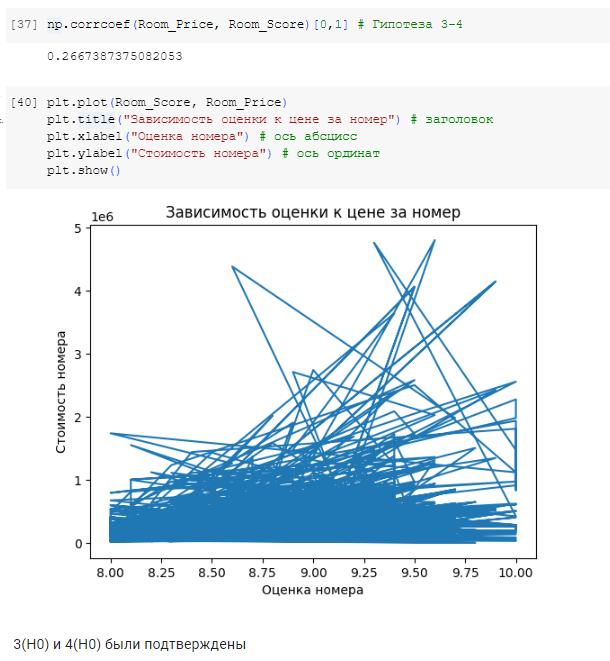 [37] np.corrcoef(Room_Price, Room_Score)[0,1] # Гипотеза 3-4
0.2667387375082053
[40] plt.plot(Room_Score, Room_Price)
plt.title("Зависимость оценки к цене за номер") # заголовок
plt.xlabel("Оценка номера") # ось абсцисс
plt.ylabel("Стоимость номера") # ось ординат
plt.show()
Зависимость оценки к цене за номер
1e6
5
4
3
2
1
0
Стоимость номера
8.00 8.25 8.50 8.75 9.00 9.25 9.50 9.75 10.00
Оценка номера
3(H0) и 4(H0) были подтверждены